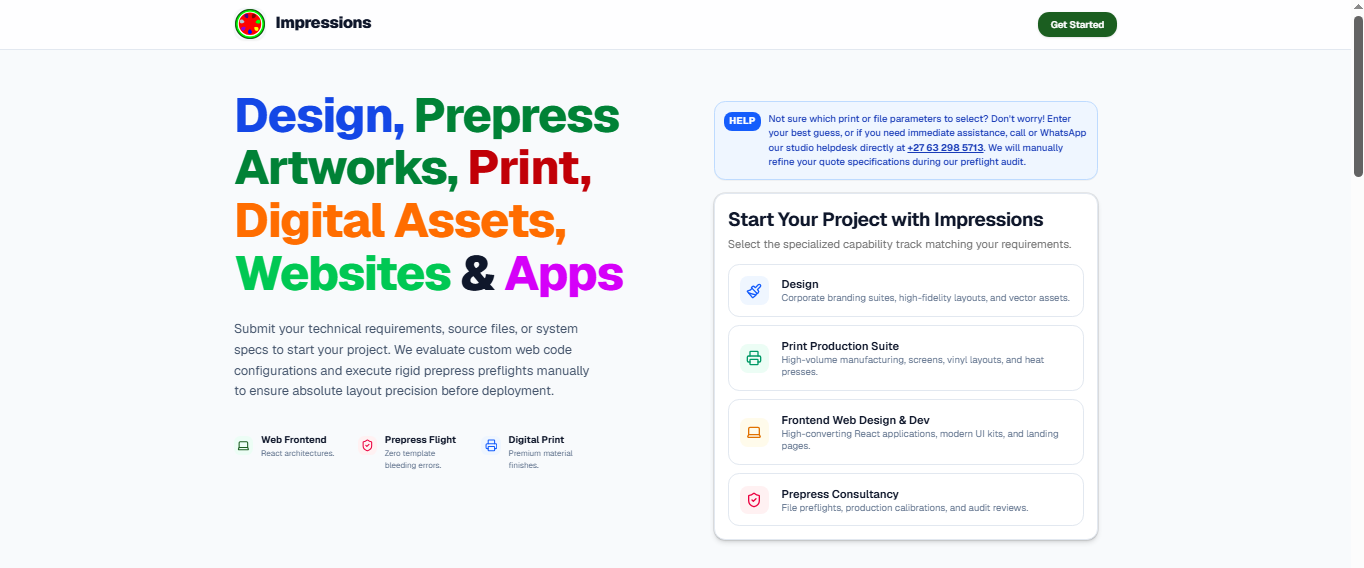 Impressions
Get Started
Design, Prepress
Artworks, Print,
Digital Assets,
Websites & Apps
Submit your technical requirements, source files, or system
specs to start your project. We evaluate custom web code
configurations and execute rigid prepress preflights manually
to ensure absolute layout precision before deployment.
Web Frontend
React architectures.
Prepress Flight
Zero template
bleeding errors.
Digital Print
Premium material
finishes.
HELP
Not sure which print or file parameters to select? Don't worry! Enter
your best guess, or if you need immediate assistance, call or WhatsApp
our studio helpdesk directly at +27 63 298 5713. We will manually
refine your quote specifications during our preflight audit.
Start Your Project with Impressions
Select the specialized capability track matching your requirements.
Design
Corporate branding suites, high-fidelity layouts, and vector assets.
Print Production Suite
High-volume manufacturing, screens, vinyl layouts, and heat
presses.
Frontend Web Design & Dev
High-converting React applications, modern UI kits, and landing
pages.
Prepress Consultancy
File preflights, production calibrations, and audit reviews.